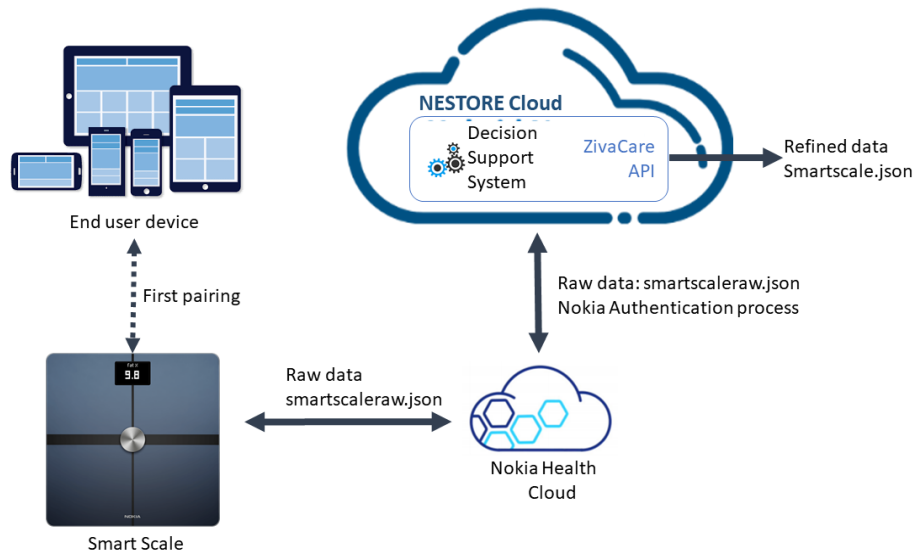 NESTORE Cloud
Decision
Support
System
ZivaCare
API
Refined data
Smartscale.json
End user device
First pairing
Raw data: smartscaleraw.json
Nokia Authentication process
9.8
Raw data
smartscaleraw.json
NOKIA
Nokia Health
Cloud
Smart Scale